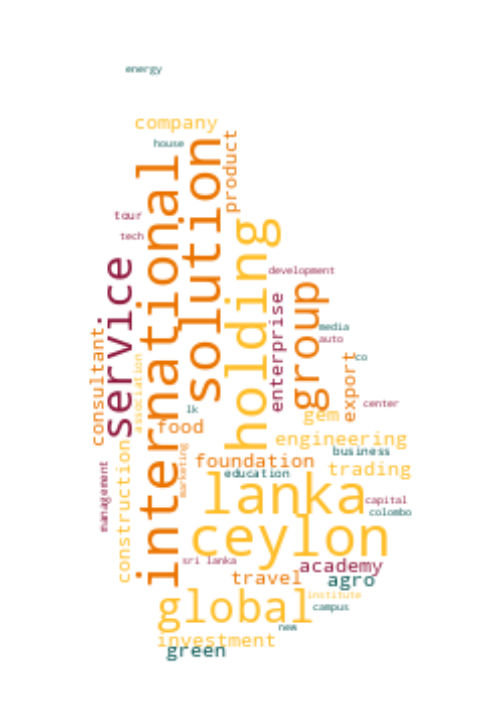 energy
company
house
product
international
solution
tour
tech
holding
service
development
group
enterprise
media
auto
consultant
association
export
co
center
lk
gem
food
engineering
business
marketing
foundation
trading
education
management
construction
lanka
capital
colombo
ceylon
sri lanka
academy
travel
agro
global
institute
campus
new
investment
green